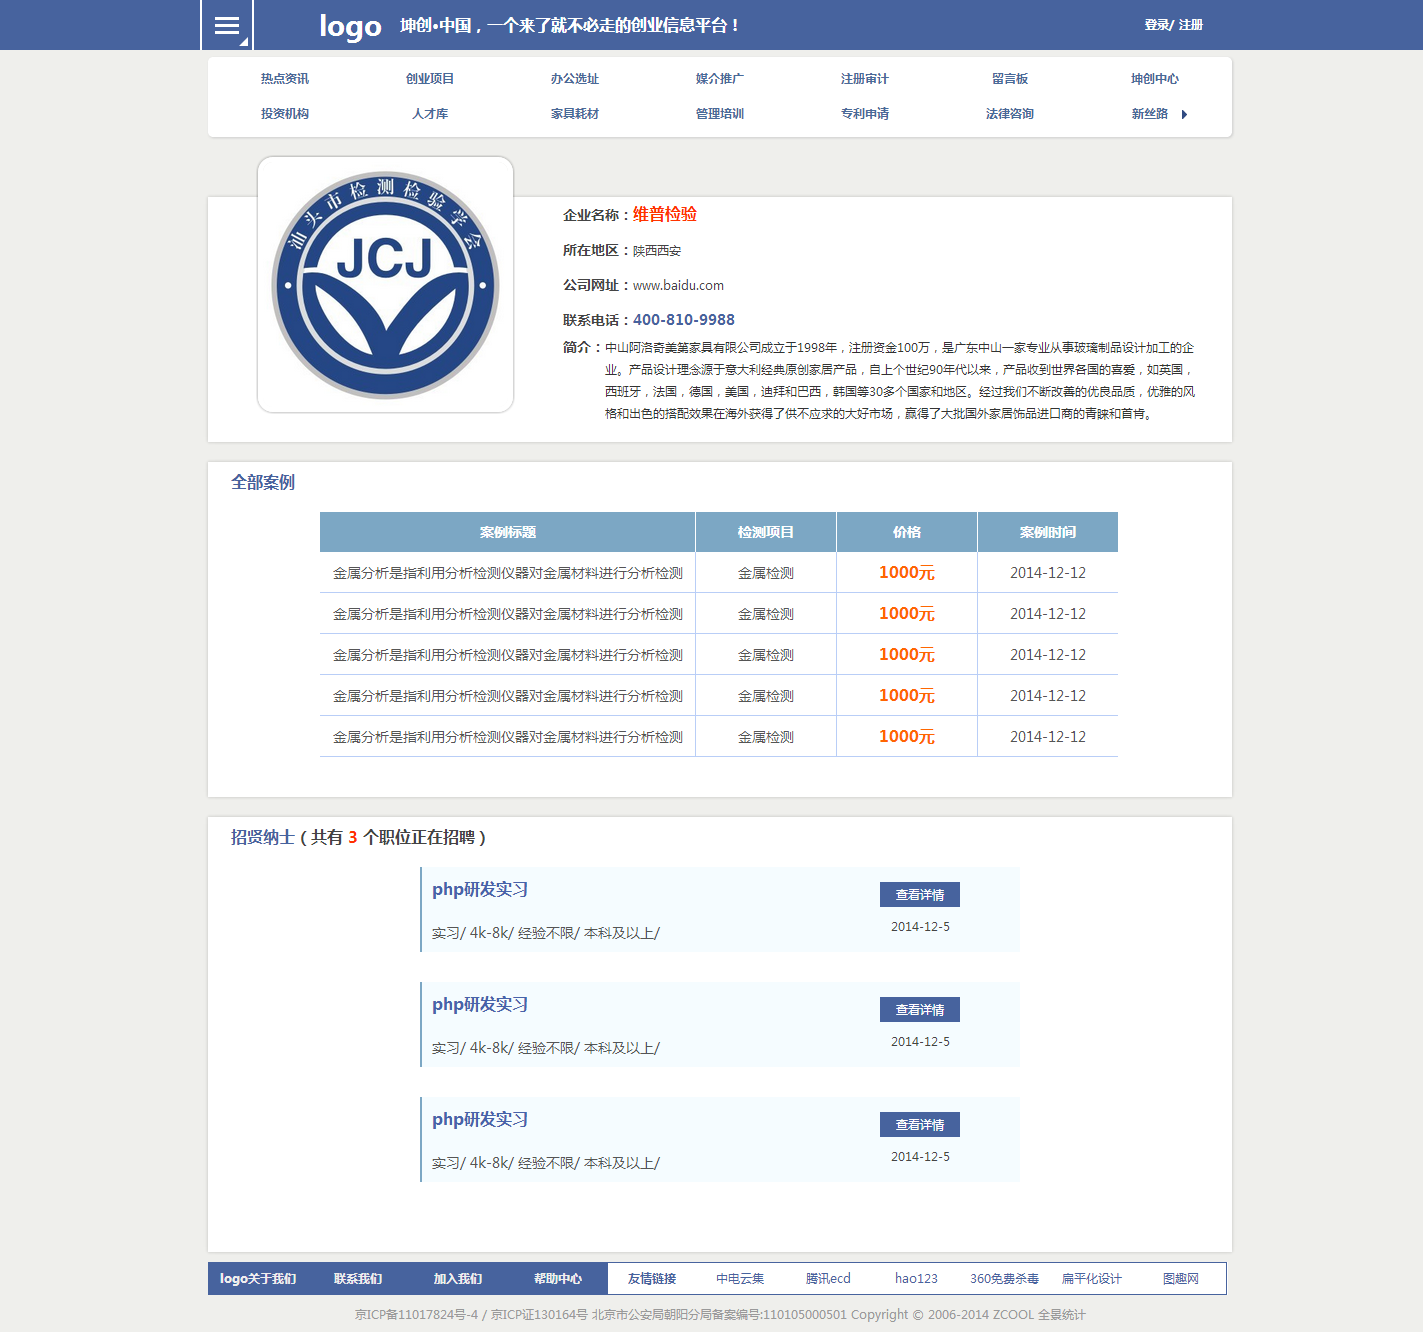 logo 坤创•中国，一个来了就不必走的创业信息平台！ 登录/ 注册
热点资讯 创业项目 办公选址 媒介推广 注册审计 留言板 坤创中心
投资机构 人才库 家具耗材 管理培训 专利申请 法律咨询 新丝路
汕头市检测检验学会
JCJ
企业名称：维普检验
所在地区：陕西西安
公司网址：www.baidu.com
联系电话：400-810-9988
简介：中山阿洛奇美第家具有限公司成立于1998年，注册资金100万，是广东中山一家专业从事玻璃制品设计加工的企
业。产品设计理念源于意大利经典原创家居产品，自上个世纪90年代以来，产品收到世界各国的喜爱，如英国，
西班牙，法国，德国，美国，迪拜和巴西，韩国等30多个国家和地区。经过我们不断改善的优良品质，优雅的风
格和出色的搭配效果在海外获得了供不应求的大好市场，赢得了大批国外家居饰品进口商的青睐和首肯。
全部案例
案例标题 检测项目 价格 案例时间
金属分析是指利用分析检测仪器对金属材料进行分析检测 金属检测 1000元 2014-12-12
金属分析是指利用分析检测仪器对金属材料进行分析检测 金属检测 1000元 2014-12-12
金属分析是指利用分析检测仪器对金属材料进行分析检测 金属检测 1000元 2014-12-12
金属分析是指利用分析检测仪器对金属材料进行分析检测 金属检测 1000元 2014-12-12
金属分析是指利用分析检测仪器对金属材料进行分析检测 金属检测 1000元 2014-12-12
招贤纳士 ( 共有 3 个职位正在招聘 )
php研发实习 查看详情
实习/ 4k-8k/ 经验不限/ 本科及以上/ 2014-12-5
php研发实习 查看详情
实习/ 4k-8k/ 经验不限/ 本科及以上/ 2014-12-5
php研发实习 查看详情
实习/ 4k-8k/ 经验不限/ 本科及以上/ 2014-12-5
logo关于我们 联系我们 加入我们 帮助中心 友情链接 中电云集 腾讯ecd hao123 360免费杀毒 扁平化设计 图趣网
京ICP备11017824号-4 / 京ICP证130164号 北京市公安局朝阳分局备案编号:110105000501 Copyright © 2006-2014 ZCOOL 全景统计